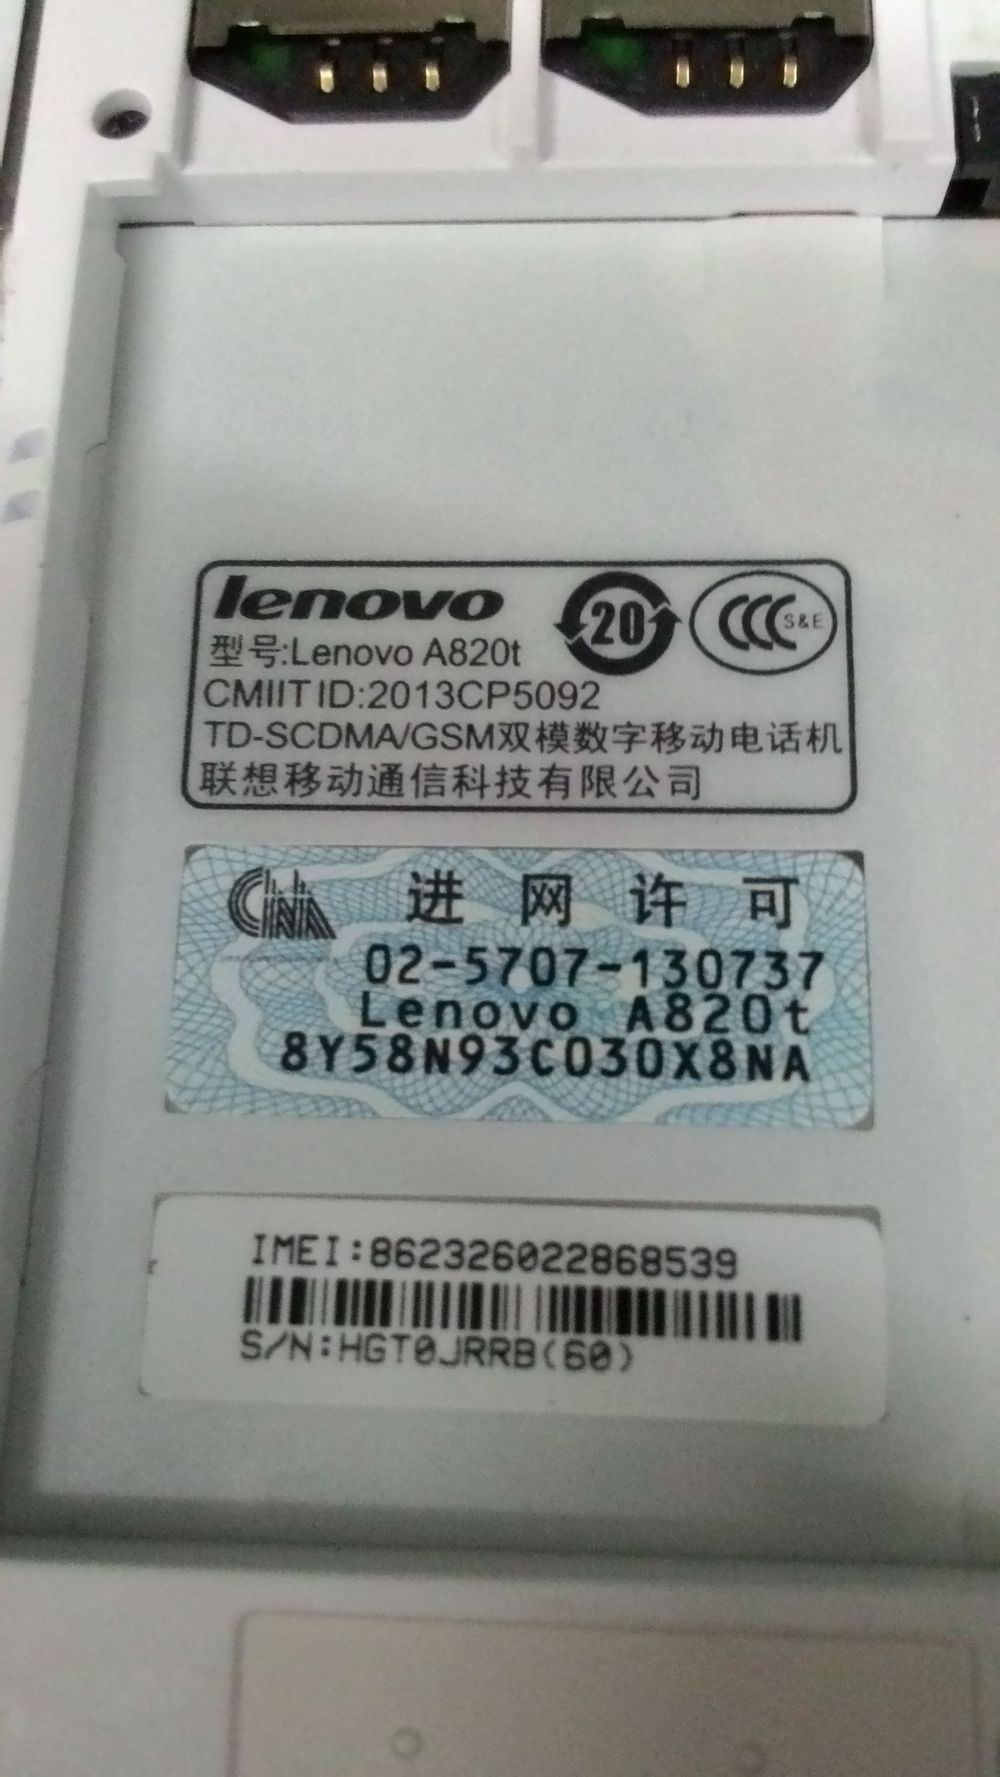 lenovo
20
CCC S&E
型号:Lenovo A820t
CMIIT ID:2013CP5092
TD-SCDMA/GSM双模数字移动电话机
联想移动通信科技有限公司
CNA 进网许可
02-5707-130737
Lenovo A820t
8Y58N93C030X8NA
IMEI:862326022868539
S/N:HGT0JRRB(60)